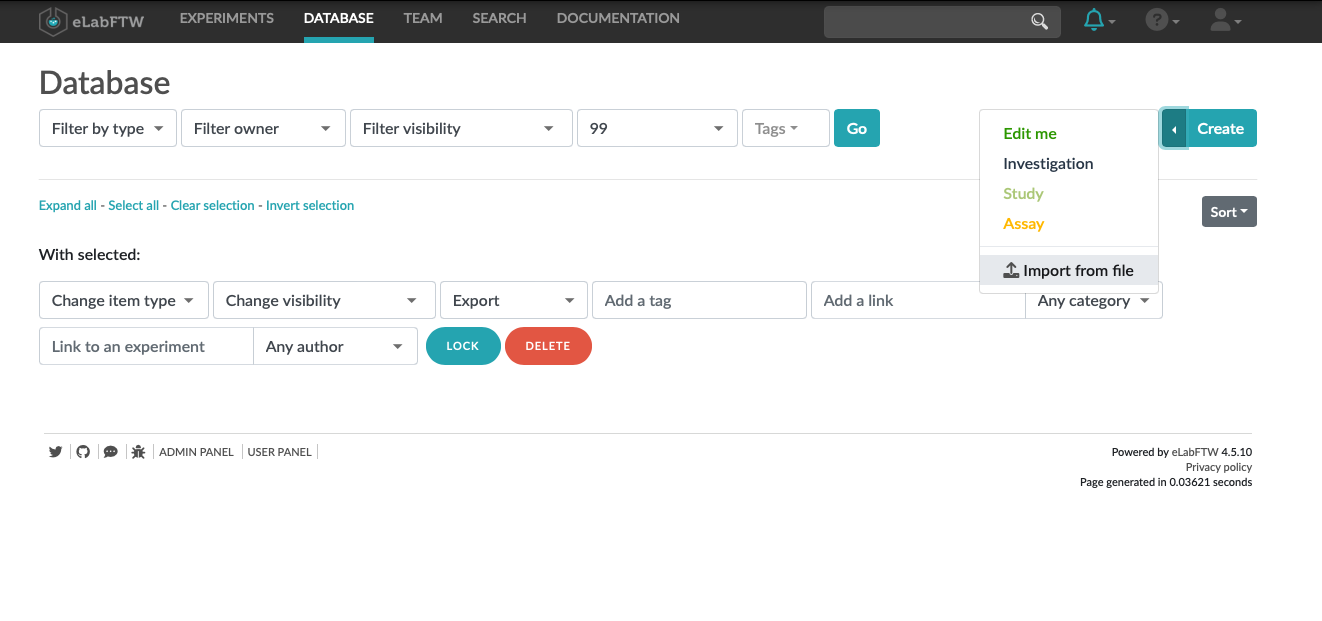 eLabFTW EXPERIMENTS DATABASE TEAM SEARCH DOCUMENTATION ?
Database
Filter by type Filter owner Filter visibility 99 Tags Go Create
Edit me
Investigation
Study
Assay
Import from file
Expand all - Select all - Clear selection - Invert selection
Sort
With selected:
Change item type Change visibility Export Add a tag Add a link Any category
Link to an experiment Any author LOCK DELETE
ADMIN PANEL USER PANEL
Powered by eLabFTW 4.5.10
Privacy policy
Page generated in 0.03621 seconds